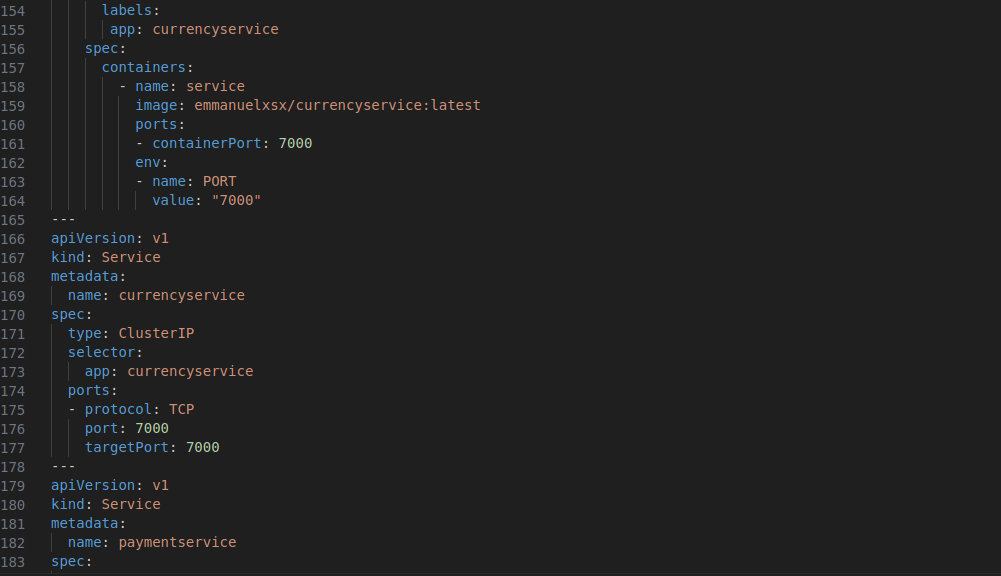 154 labels:
155 app: currencyservice
156 spec:
157 containers:
158 - name: service
159 image: emmanuelxsx/currencyservice:latest
160 ports:
161 - containerPort: 7000
162 env:
163 - name: PORT
164 value: "7000"
165 ---
166 apiVersion: v1
167 kind: Service
168 metadata:
169 name: currencyservice
170 spec:
171 type: ClusterIP
172 selector:
173 app: currencyservice
174 ports:
175 - protocol: TCP
176 port: 7000
177 targetPort: 7000
178 ---
179 apiVersion: v1
180 kind: Service
181 metadata:
182 name: paymentservice
183 spec: